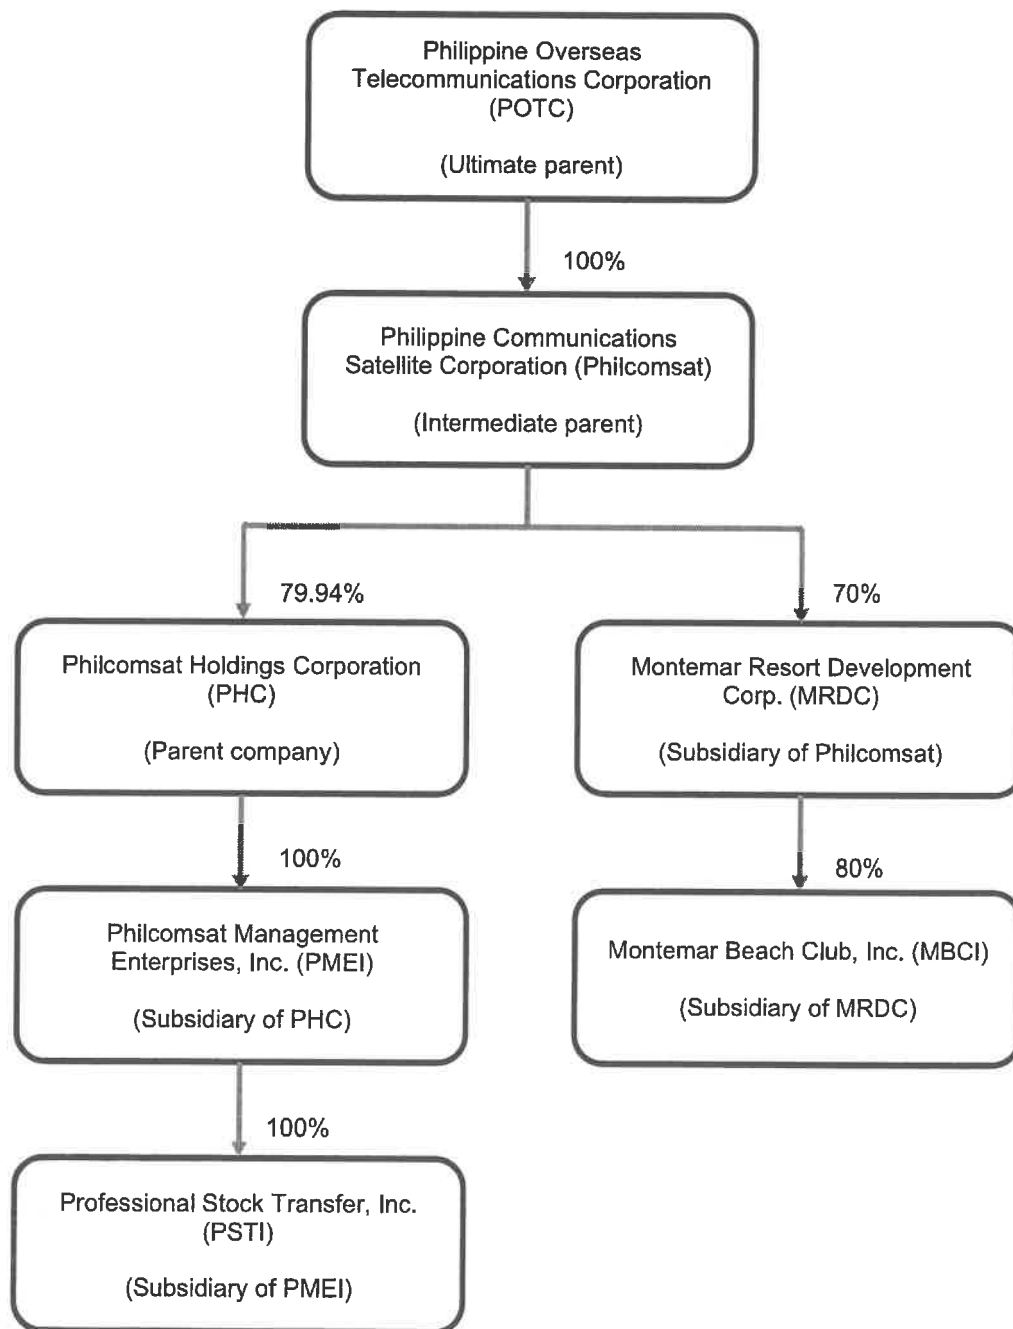 Philippine Overseas
Telecommunications Corporation
(POTC)
(Ultimate parent)
100%
Philippine Communications
Satellite Corporation (Philcomsat)
(Intermediate parent)
79.94%
70%
Philcomsat Holdings Corporation
(PHC)
(Parent company)
Montemar Resort Development
Corp. (MRDC)
(Subsidiary of Philcomsat)
100%
80%
Philcomsat Management
Enterprises, Inc. (PMEI)
(Subsidiary of PHC)
Montemar Beach Club, Inc. (MBCI)
(Subsidiary of MRDC)
100%
Professional Stock Transfer, Inc.
(PSTI)
(Subsidiary of PMEI)